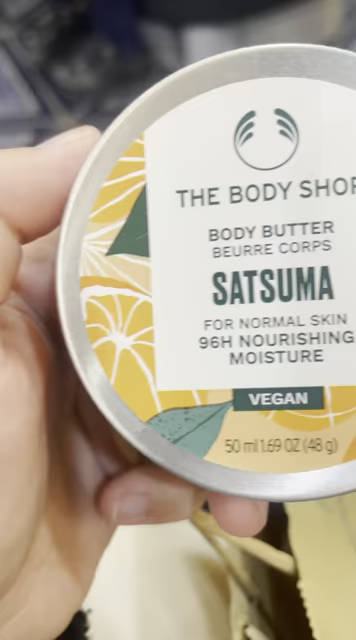 THE BODY SHOP
BODY BUTTER
BEURRE CORPS
SATSUMA
FOR NORMAL SKIN
96H NOURISHING
MOISTURE
VEGAN
50 ml 1.69 OZ (48 g)